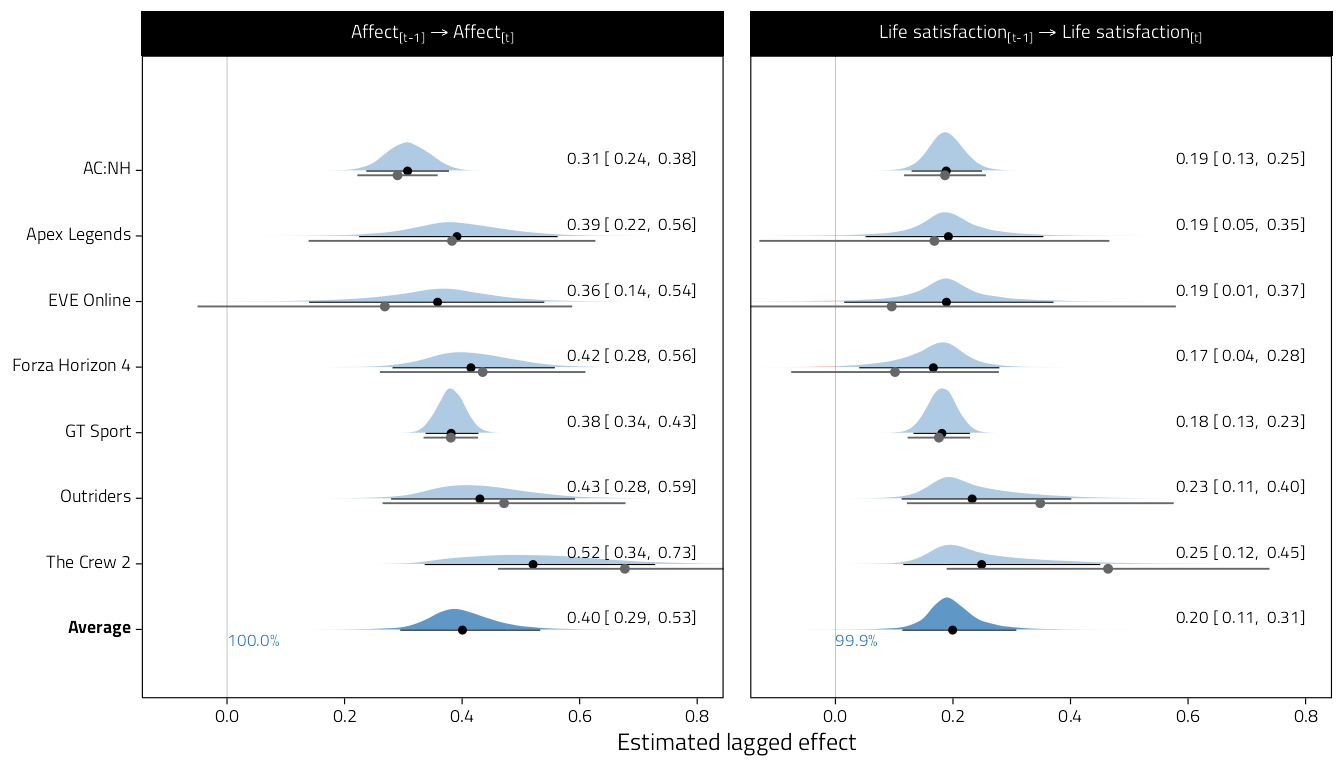 Affect[t-1] → Affect[t]
Life satisfaction[t-1] → Life satisfaction[t]
AC:NH
0.31 [ 0.24, 0.38]
0.19 [ 0.13, 0.25]
Apex Legends
0.39 [ 0.22, 0.56]
0.19 [ 0.05, 0.35]
EVE Online
0.36 [ 0.14, 0.54]
0.19 [ 0.01, 0.37]
Forza Horizon 4
0.42 [ 0.28, 0.56]
0.17 [ 0.04, 0.28]
GT Sport
0.38 [ 0.34, 0.43]
0.18 [ 0.13, 0.23]
Outriders
0.43 [ 0.28, 0.59]
0.23 [ 0.11, 0.40]
The Crew 2
0.52 [ 0.34, 0.73]
0.25 [ 0.12, 0.45]
Average
0.40 [ 0.29, 0.53]
0.20 [ 0.11, 0.31]
100.0%
99.9%
0.0 0.2 0.4 0.6 0.8
0.0 0.2 0.4 0.6 0.8
Estimated lagged effect